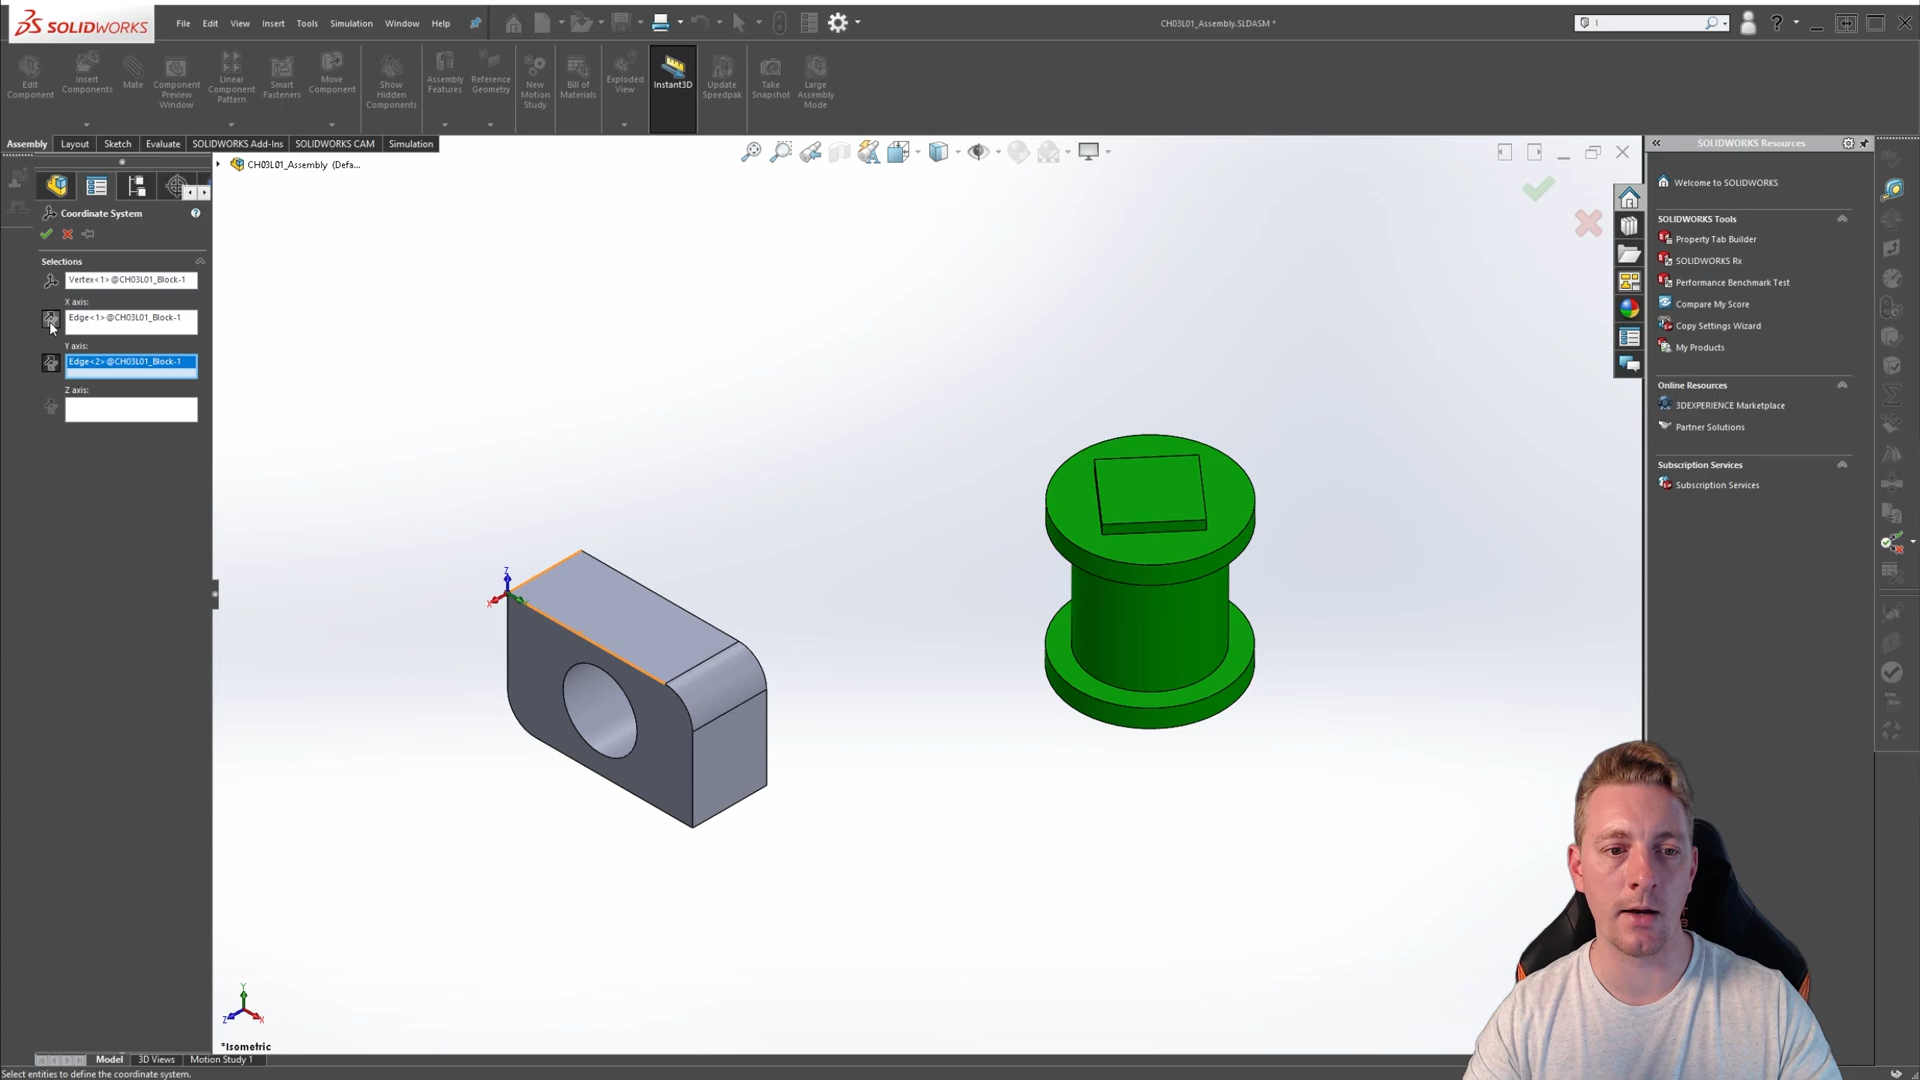 SOLIDWORKS
File Edit View Insert Tools Simulation Window Help
CH03L01_Assembly.SLDASM *
Edit Component
Insert Components
Mate
Component Preview Window
Linear Component Pattern
Smart Fasteners
Move Component
Show Hidden Components
Assembly Features
Reference Geometry
New Motion Study
Bill of Materials
Exploded View
Instant3D
Update Speedpak
Take Snapshot
Large Assembly Mode
Assembly Layout Sketch Evaluate SOLIDWORKS Add-Ins SOLIDWORKS CAM Simulation
CH03L01_Assembly (Defa...
Coordinate System
Selections
Vertex<1>@CH03L01_Block-1
X axis:
Edge<1>@CH03L01_Block-1
Y axis:
Edge<2>@CH03L01_Block-1
Z axis:
SOLIDWORKS Resources
Welcome to SOLIDWORKS
SOLIDWORKS Tools
Property Tab Builder
SOLIDWORKS Rx
Performance Benchmark Test
Compare My Score
Copy Settings Wizard
My Products
Online Resources
3DEXPERIENCE Marketplace
Partner Solutions
Subscription Services
Subscription Services
Z
X
Y
Z
X
*Isometric
Model 3D Views Motion Study 1
Select entities to define the coordinate system.